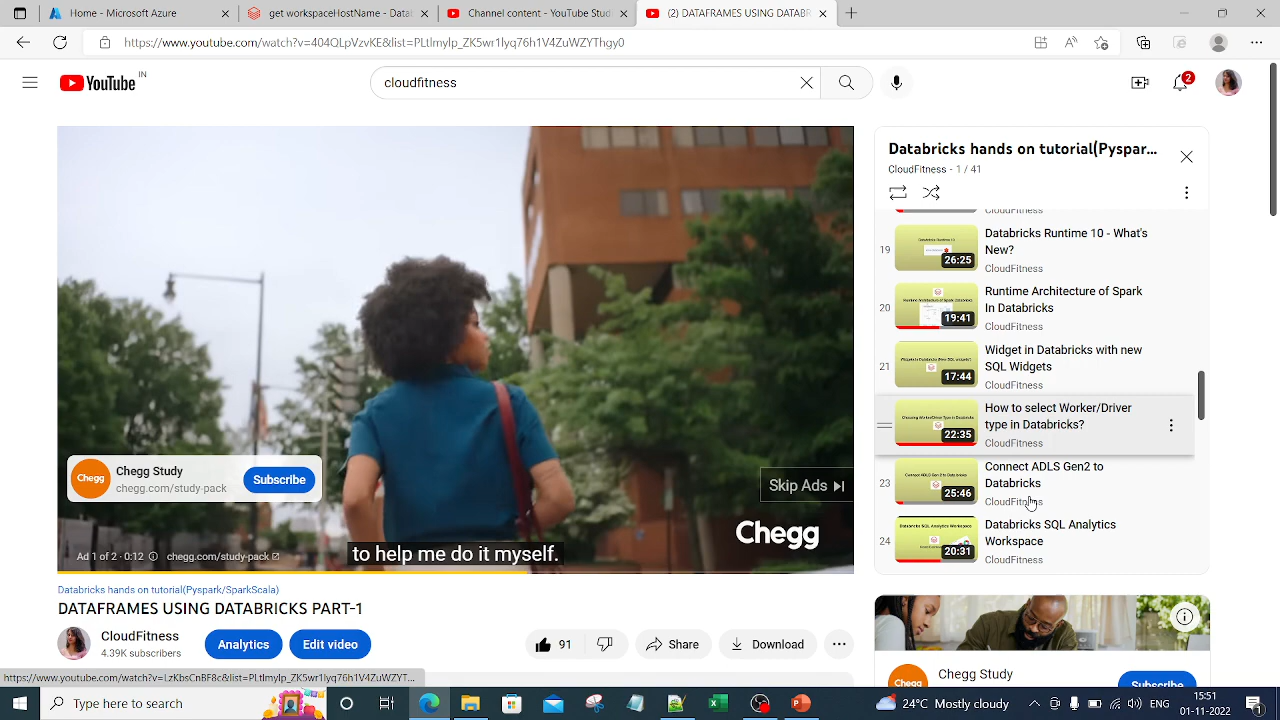 A Home - Microsoft Azure
get workspaceHostName - Datab
Channel content - YouTube Stud
(2) DATAFRAMES USING DATABR
https://www.youtube.com/watch?v=404QLpVzvKE&list=PLtlmylp_ZK5wr1lyq76h1V4ZuWZYThgy0
YouTube IN
cloudfitness
2
Databricks hands on tutorial(Pyspar...
CloudFitness - 1 / 41
CloudFitness
19
26:25
Databricks Runtime 10 - What's
New?
CloudFitness
20
19:41
Runtime Architecture of Spark
In Databricks
CloudFitness
21
17:44
Widget in Databricks with new
SQL Widgets
CloudFitness
22:35
How to select Worker/Driver
type in Databricks?
CloudFitness
23
25:46
Connect ADLS Gen2 to
Databricks
CloudFitness
24
20:31
Databricks SQL Analytics
Workspace
CloudFitness
Chegg
Chegg Study
chegg.com/study-pack
Subscribe
Skip Ads
Chegg
Ad 1 of 2 · 0:12
chegg.com/study-pack
to help me do it myself.
Databricks hands on tutorial(Pyspark/SparkScala)
DATAFRAMES USING DATABRICKS PART-1
CloudFitness
4.39K subscribers
Analytics
Edit video
91
Share
Download
Chegg
Chegg Study
Subscribe
Type here to search
24°C Mostly cloudy
15:51
01-11-2022